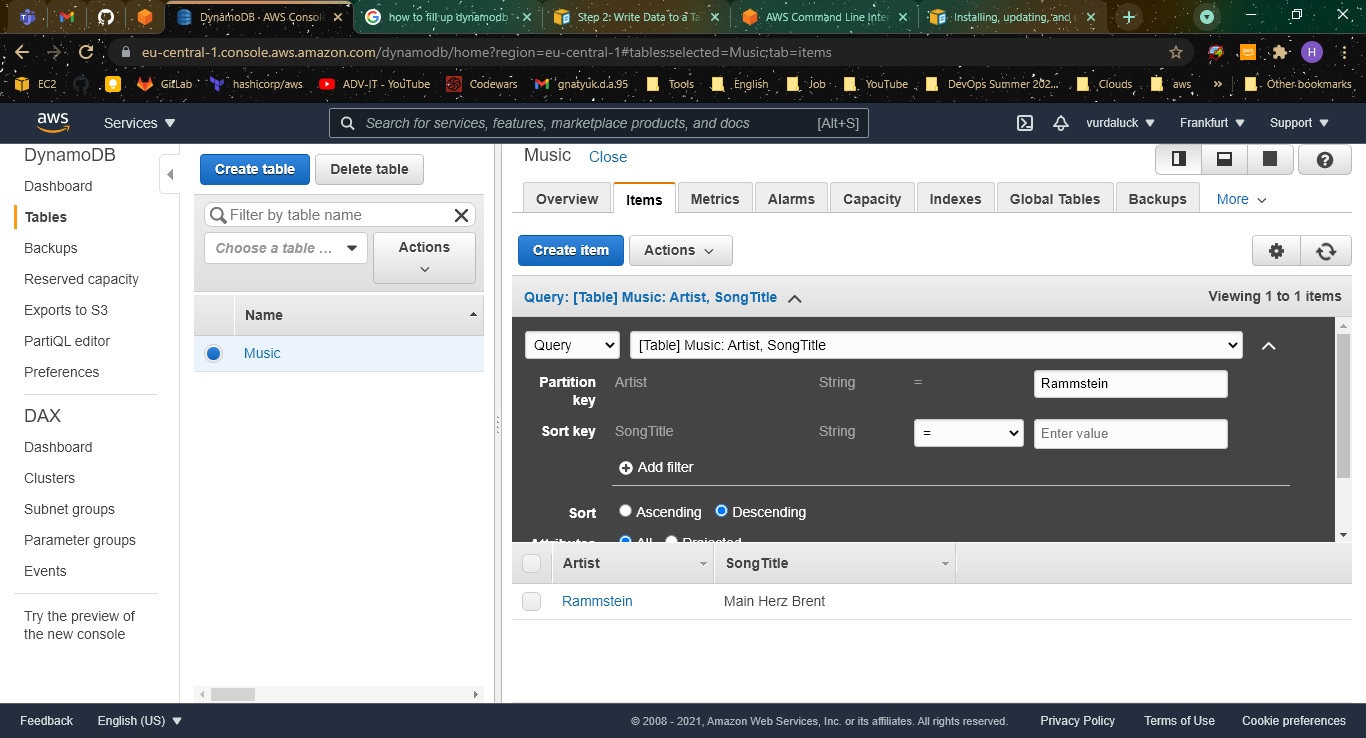 DynamoDB - AWS Consol
how to fill up dynamodb
Step 2: Write Data to a Ta
AWS Command Line Inter
Installing, updating, and u
eu-central-1.console.aws.amazon.com/dynamodb/home?region=eu-central-1#tables:selected=Music;tab=items
H
EC2
GitLab
hashicorp/aws
ADV-IT - YouTube
Codewars
gnatyuk.d.a.95
Tools
English
Job
YouTube
DevOps Summer 202...
Clouds
aws
»
Other bookmarks
aws
Services
Search for services, features, marketplace products, and docs
[Alt+S]
vurdaluck
Frankfurt
Support
DynamoDB
Dashboard
Tables
Backups
Reserved capacity
Exports to S3
PartiQL editor
Preferences
DAX
Dashboard
Clusters
Subnet groups
Parameter groups
Events
Try the preview of
the new console
Create table
Delete table
Filter by table name
Choose a table ...
Actions
Name
Music
Music
Close
Overview
Items
Metrics
Alarms
Capacity
Indexes
Global Tables
Backups
More
Create item
Actions
Query: [Table] Music: Artist, SongTitle
Viewing 1 to 1 items
Query
[Table] Music: Artist, SongTitle
Partition key
Artist
String
=
Rammstein
Sort key
SongTitle
String
=
Enter value
Add filter
Sort
Ascending
Descending
Attributes
All
Projected
Artist
SongTitle
Rammstein
Main Herz Brent
Feedback
English (US)
© 2008 - 2021, Amazon Web Services, Inc. or its affiliates. All rights reserved.
Privacy Policy
Terms of Use
Cookie preferences